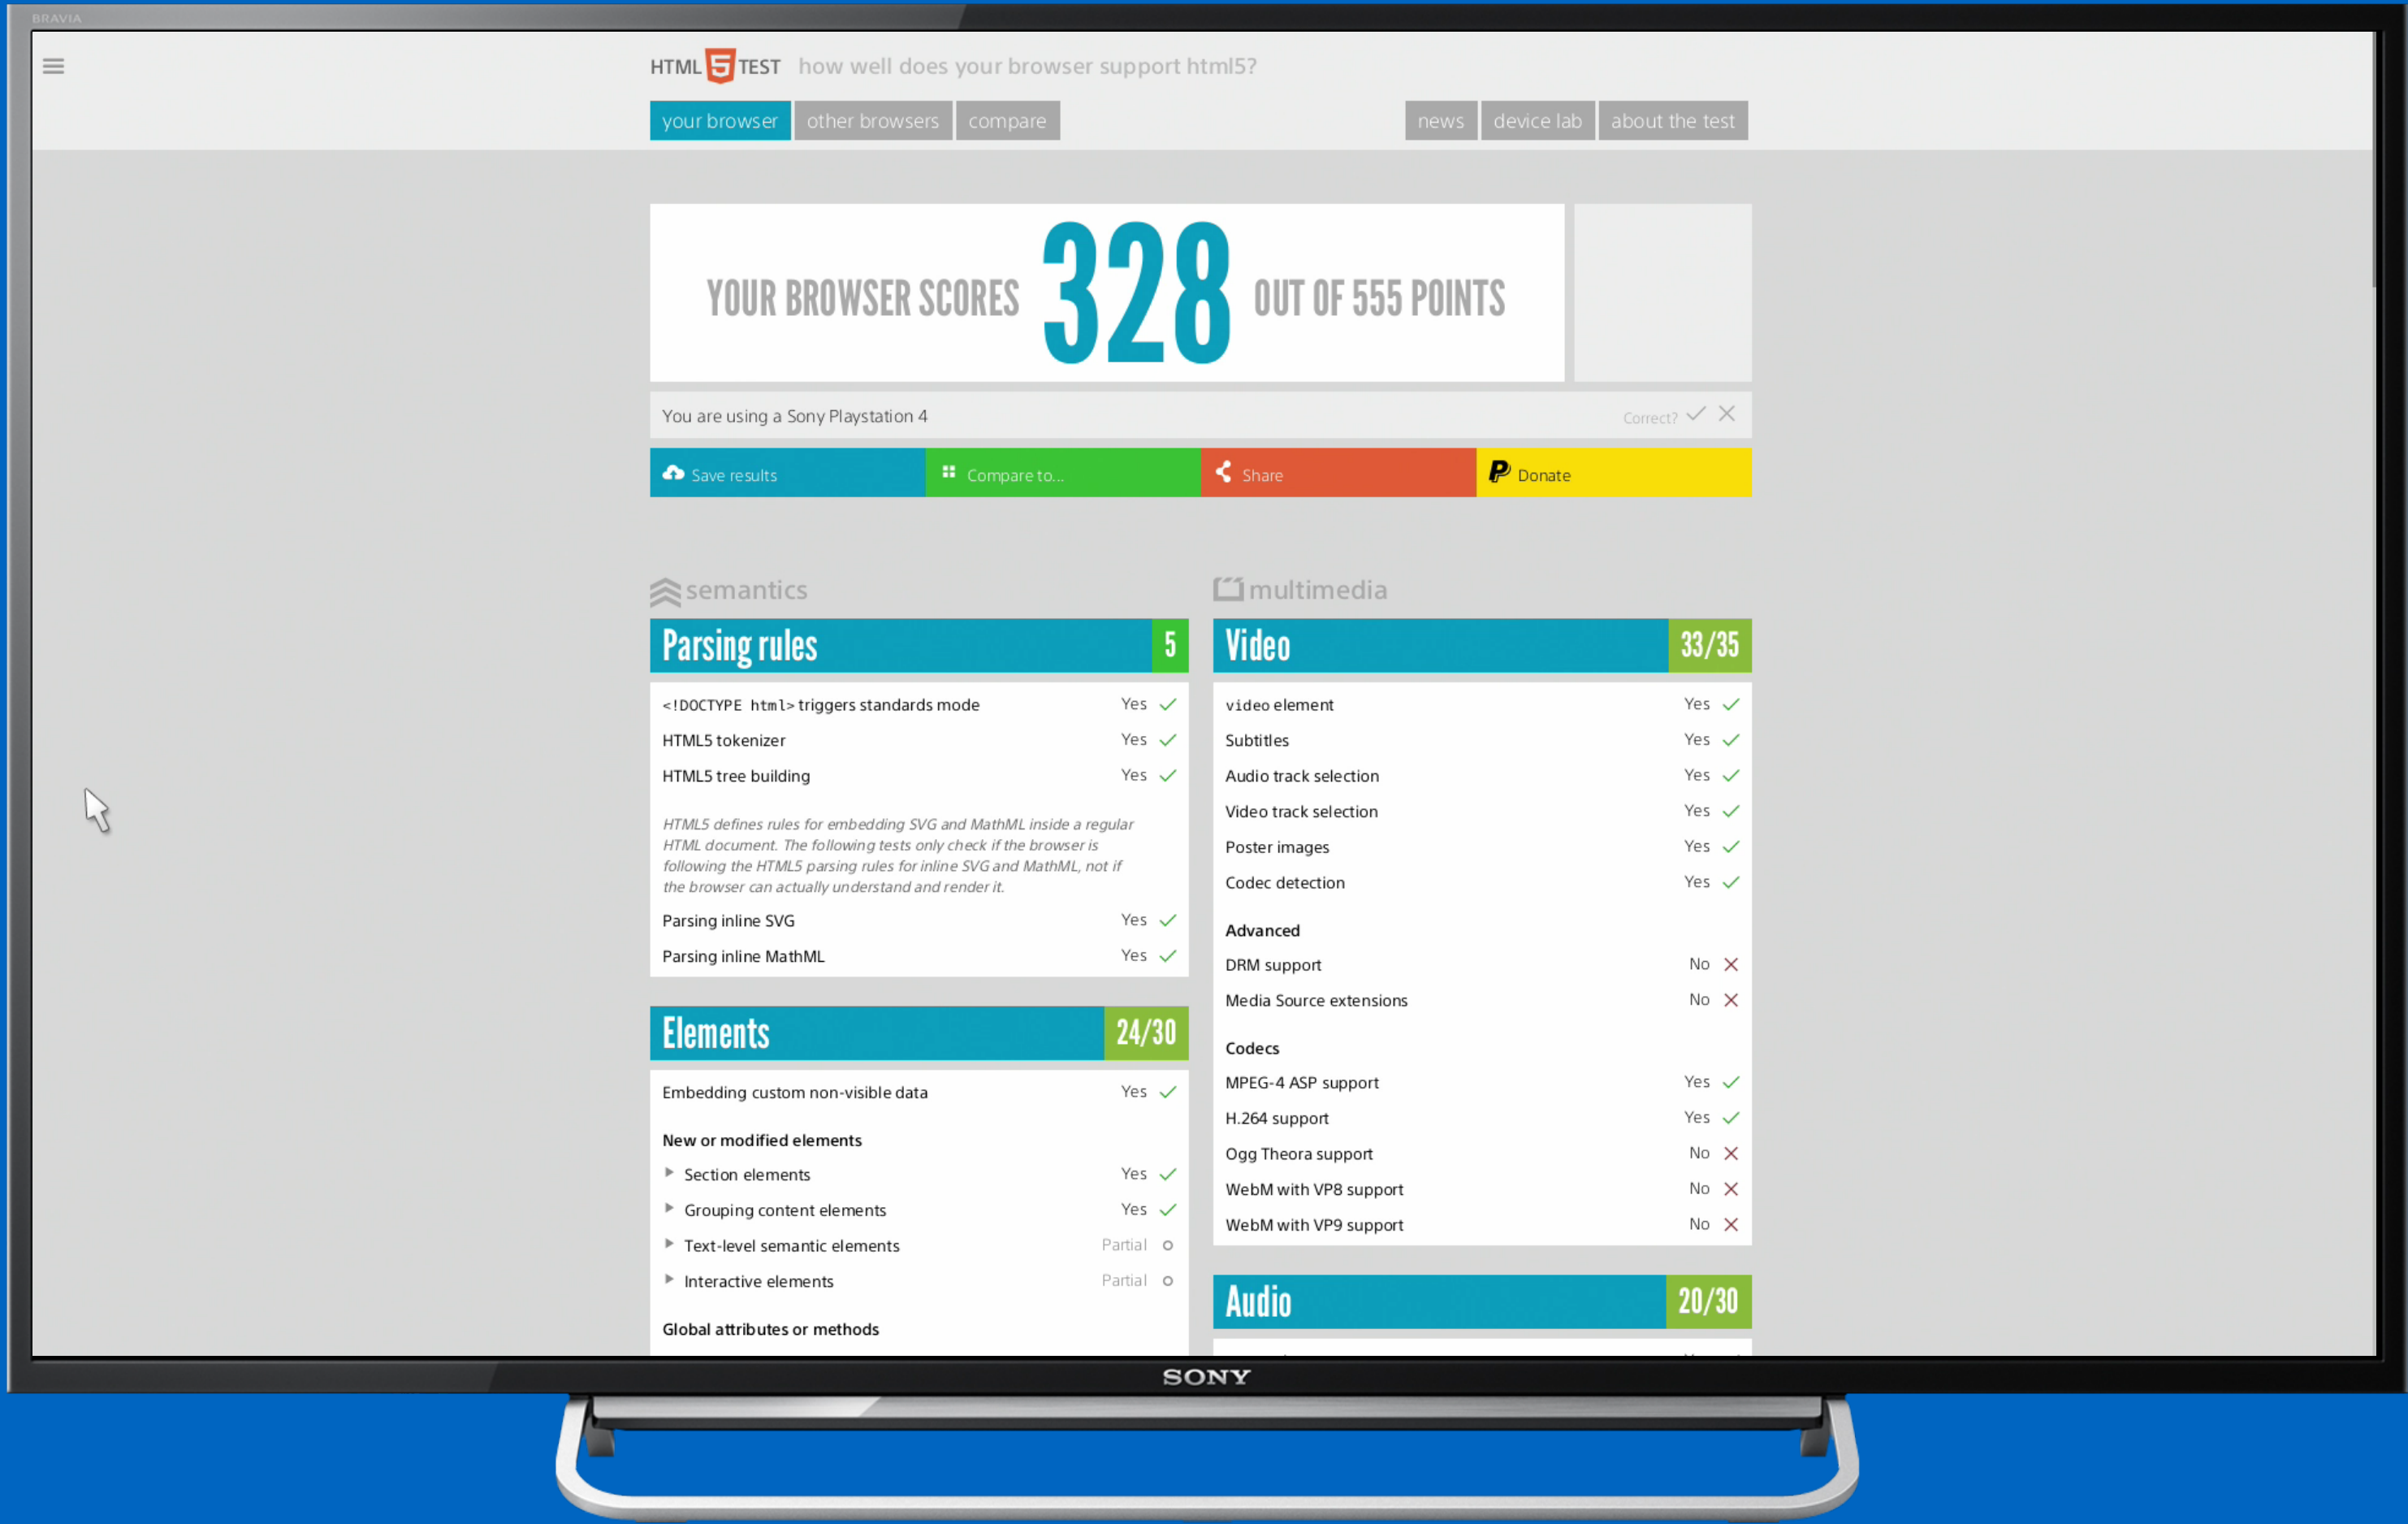 BRAVIA
HTML 5 TEST how well does your browser support html5?
your browser other browsers compare news device lab about the test
YOUR BROWSER SCORES 328 OUT OF 555 POINTS
You are using a Sony Playstation 4 Correct?
Save results Compare to... Share Donate
semantics
Parsing rules 5
<!DOCTYPE html> triggers standards mode Yes
HTML5 tokenizer Yes
HTML5 tree building Yes
HTML5 defines rules for embedding SVG and MathML inside a regular
HTML document. The following tests only check if the browser is
following the HTML5 parsing rules for inline SVG and MathML, not if
the browser can actually understand and render it.
Parsing inline SVG Yes
Parsing inline MathML Yes
Elements 24/30
Embedding custom non-visible data Yes
New or modified elements
Section elements Yes
Grouping content elements Yes
Text-level semantic elements Partial
Interactive elements Partial
Global attributes or methods
multimedia
Video 33/35
video element Yes
Subtitles Yes
Audio track selection Yes
Video track selection Yes
Poster images Yes
Codec detection Yes
Advanced
DRM support No
Media Source extensions No
Codecs
MPEG-4 ASP support Yes
H.264 support Yes
Ogg Theora support No
WebM with VP8 support No
WebM with VP9 support No
Audio 20/30
SONY